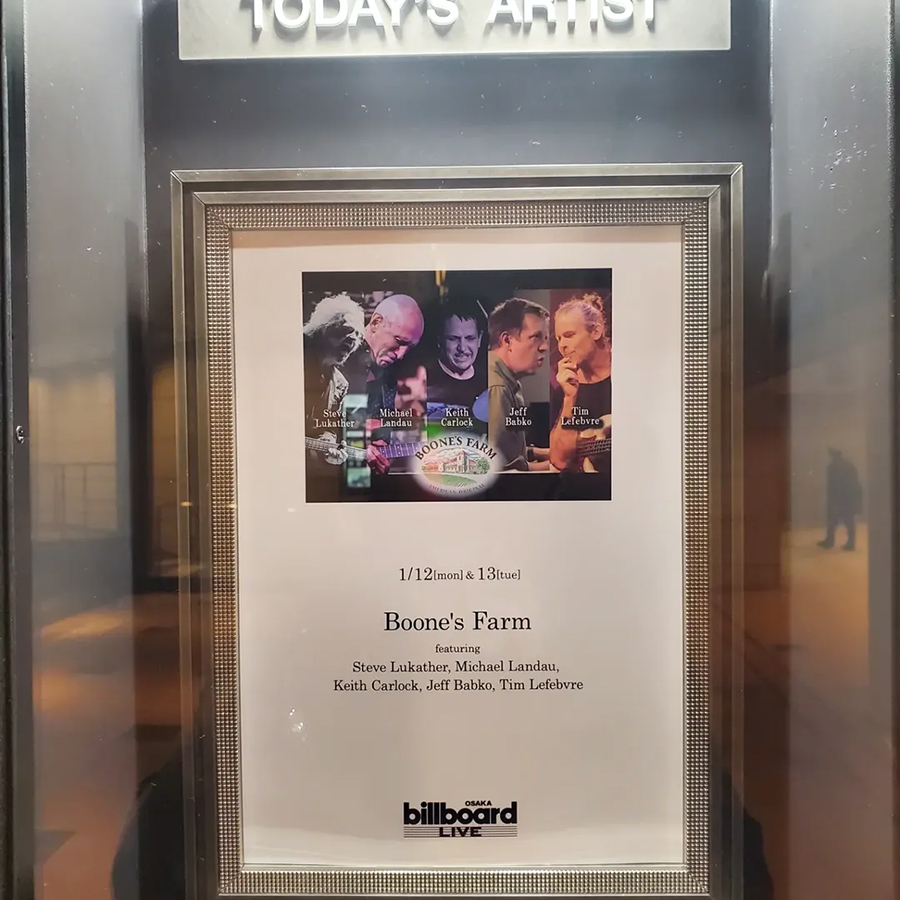 TODAY'S ARTIST
Steve Lukather
Michael Landau
Keith Carlock
Jeff Babko
Tim Lefebvre
BOONE'S FARM
1/12[mon] & 13[tue]
Boone's Farm
featuring
Steve Lukather, Michael Landau,
Keith Carlock, Jeff Babko, Tim Lefebvre
OSAKA
billboard
LIVE